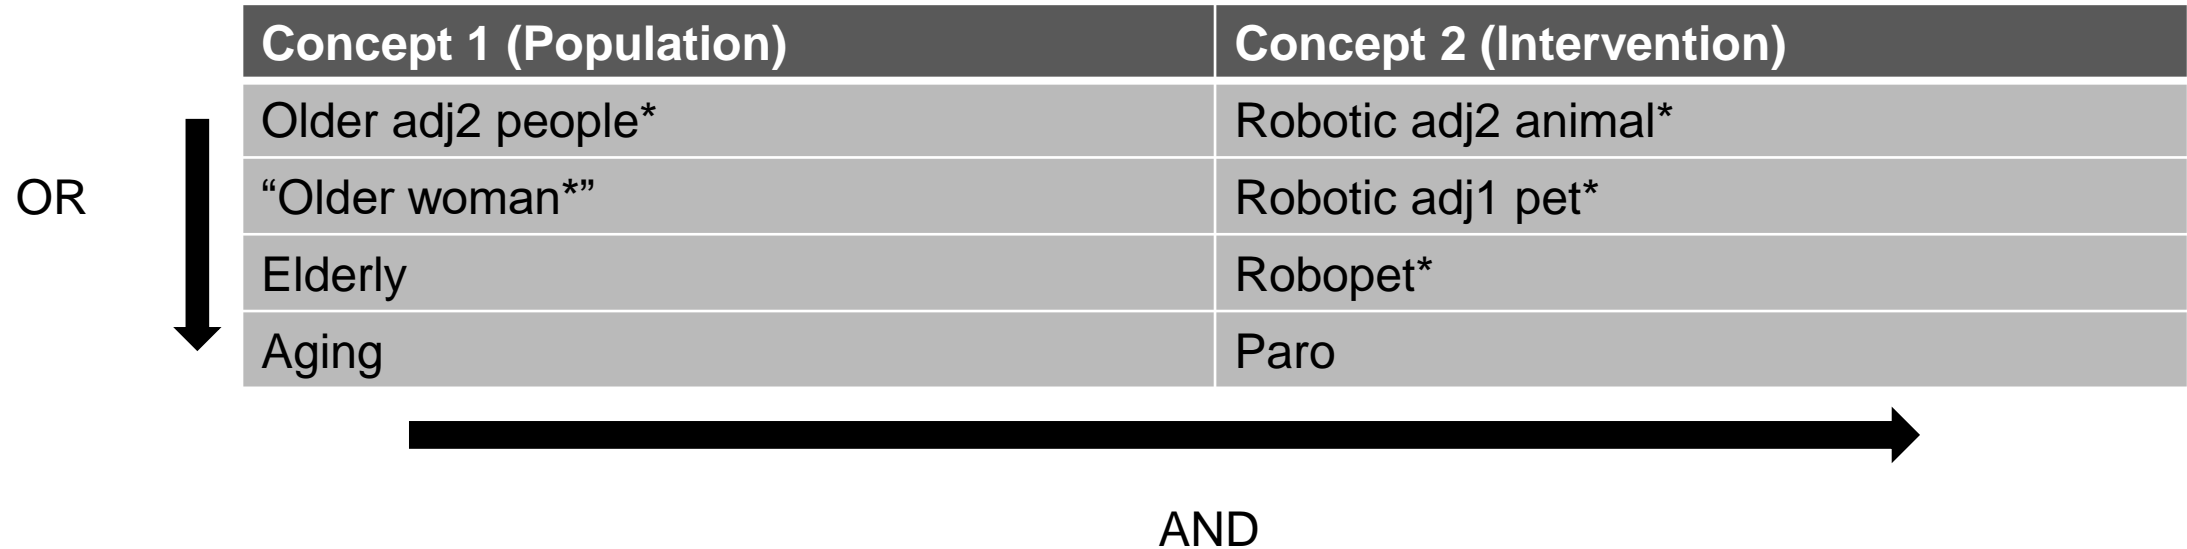 Concept 1 (Population) Concept 2 (Intervention)
Older adj2 people* Robotic adj2 animal*
OR “Older woman*” Robotic adj1 pet*
Elderly Robopet*
Aging Paro
AND